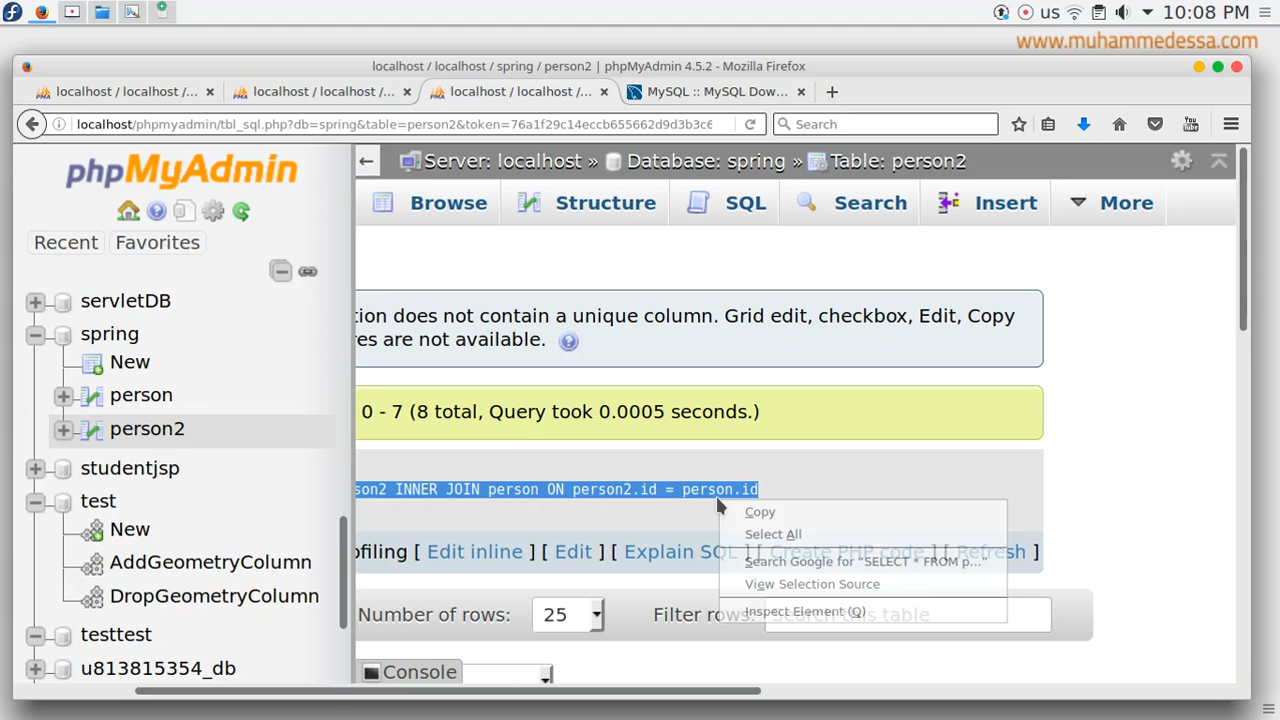 us 10:08 PM
www.muhammedessa.com
localhost / localhost / spring / person2 | phpMyAdmin 4.5.2 - Mozilla Firefox
localhost / localhost /... localhost / localhost /... localhost / localhost /... MySQL :: MySQL Dow...
localhost/phpmyadmin/tbl_sql.php?db=spring&table=person2&token=76a1f29c14eccb655662d9d3b3c6 Search
phpMyAdmin
Server: localhost » Database: spring » Table: person2
Browse Structure SQL Search Insert More
Recent Favorites
servletDB
spring
New
person
person2
studentjsp
test
New
AddGeometryColumn
DropGeometryColumn
testtest
u813815354_db
tion does not contain a unique column. Grid edit, checkbox, Edit, Copy
res are not available.
0 - 7 (8 total, Query took 0.0005 seconds.)
son2 INNER JOIN person ON person2.id = person.id
ofiling [ Edit inline ] [ Edit ] [ Explain SQL ] [ Create PHP code ] [ Refresh ]
Copy
Select All
Search Google for "SELECT * FROM p..."
View Selection Source
Inspect Element (Q)
Number of rows: 25 Filter rows: Search this table
Console